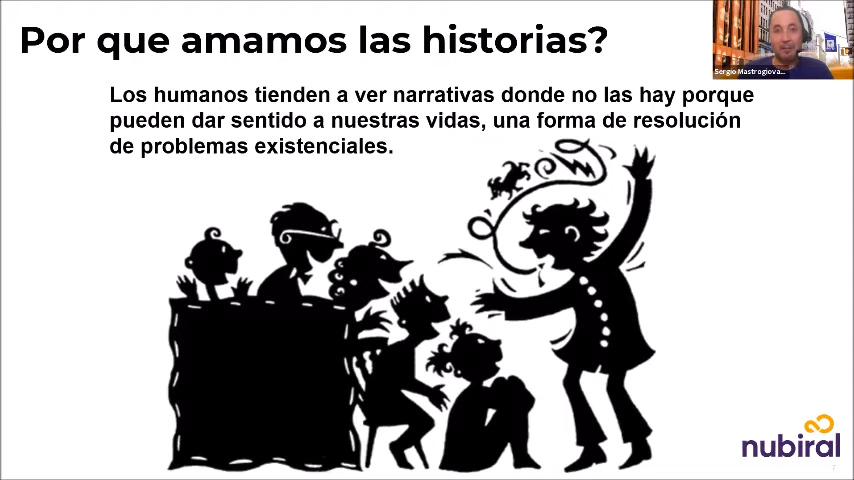 Por que amamos las historias?
Sergio Mastrogiova...
Los humanos tienden a ver narrativas donde no las hay porque
pueden dar sentido a nuestras vidas, una forma de resolución
de problemas existenciales.
nubiral
7